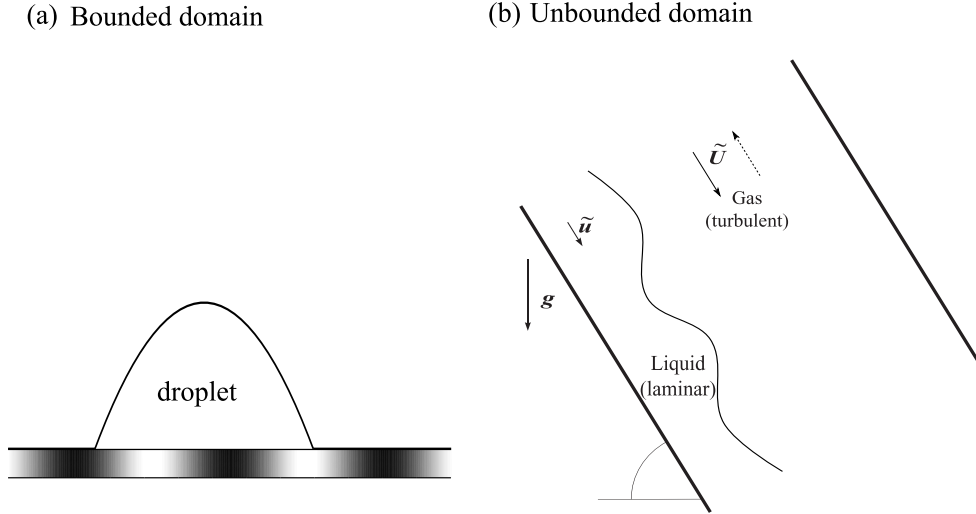 (a) Bounded domain
(b) Unbounded domain
droplet
g
ũ
Ũ
Gas
(turbulent)
Liquid
(laminar)